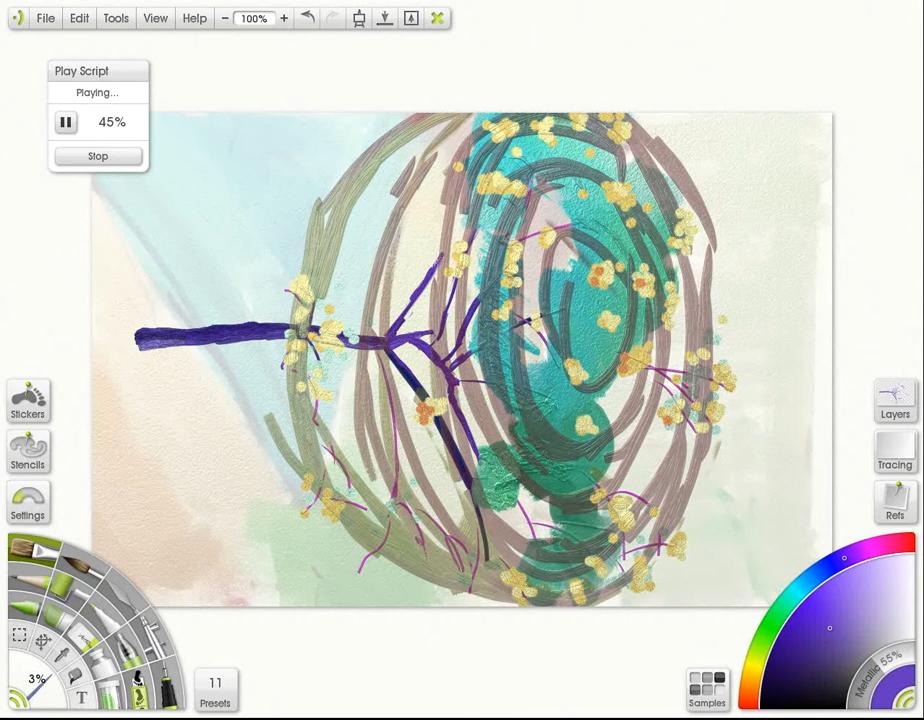 File Edit Tools View Help − 100% +
Play Script
Playing...
45%
Stop
Stickers
Stencils
Settings
Layers
Tracing
Refs
3%
T
11
Presets
Samples
Metallic 55%